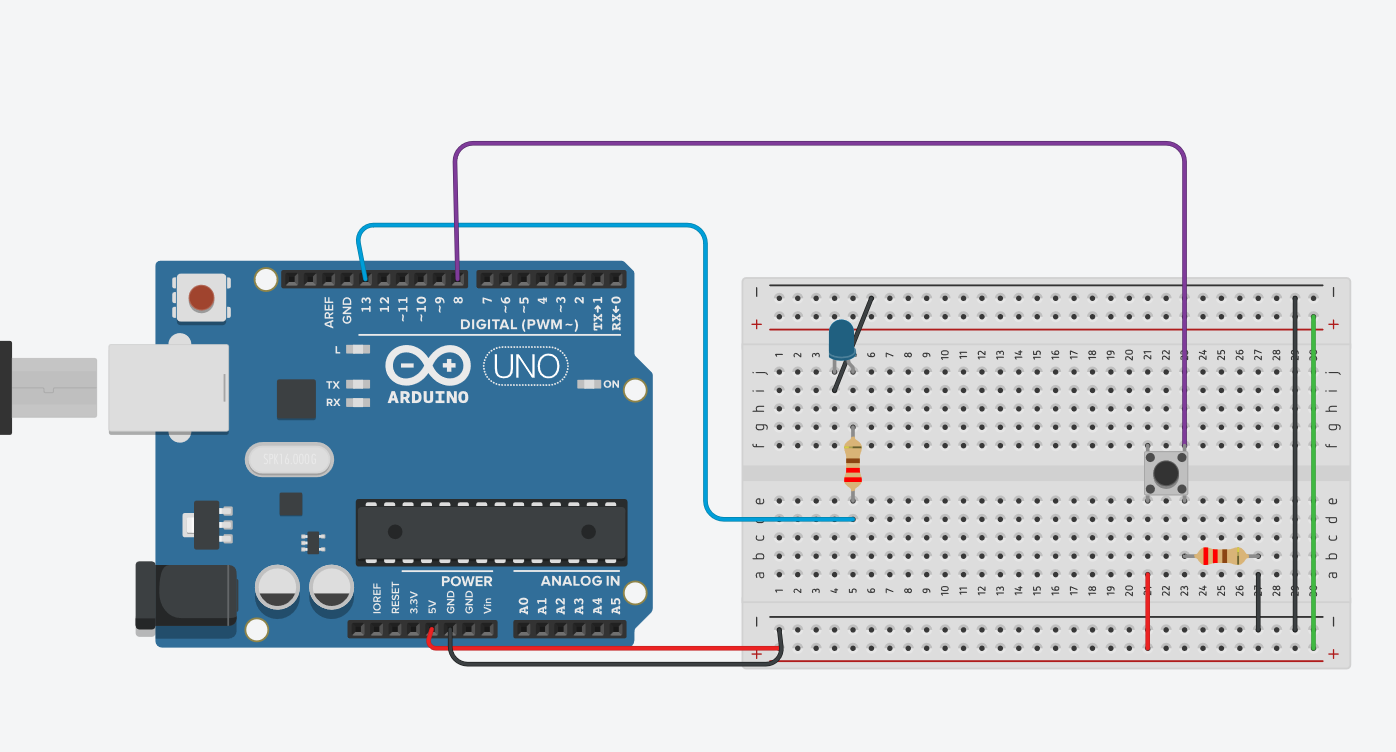 AREF
GND
13
12
~11
~10
~9
8
7
~6
~5
4
~3
2
TX→1
RX←0
DIGITAL (PWM~)
L
TX
RX
UNO
ON
ARDUINO
SPK16.000G
POWER
ANALOG IN
IOREF
RESET
3.3V
5V
GND
GND
Vin
A0
A1
A2
A3
A4
A5
− −
+ +
1 2 3 6 7 8 9 10 11 12 13 14 15 16 17 18 19 20 21 22 24 25 26 27 28 30
j j
i i
h h
g g
f f
e e
d d
c c
b b
a a
1 2 3 4 5 6 7 8 9 10 11 12 13 14 15 16 17 18 19 20 21 22 23 24 25 26 27 28 29 30
− −
+ +